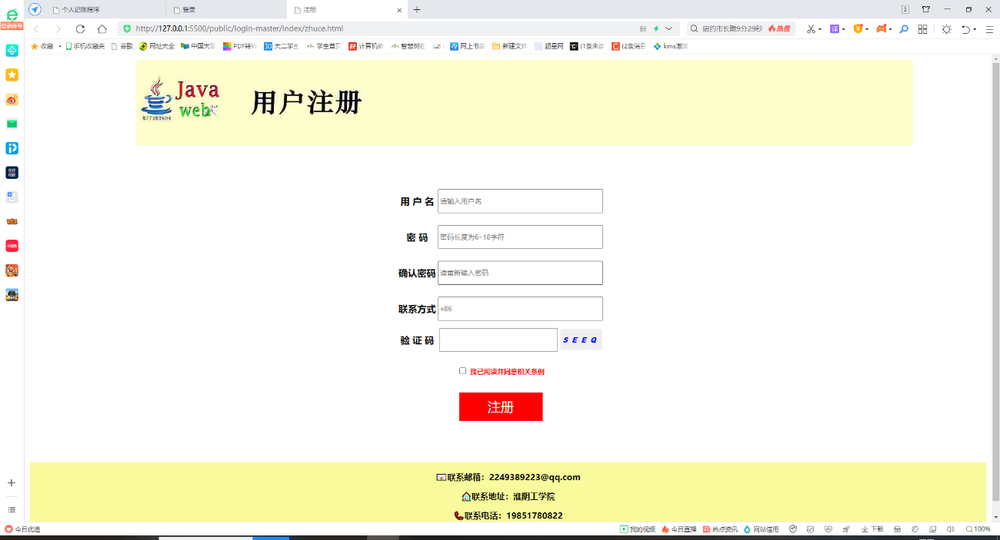 个人记账程序
登录
注册
3
登录账号
http://127.0.0.1:5500/public/login-master/index/zhuce.html
纽约市长跪9分29秒 热搜
译
收藏 手机收藏夹 谷歌 网址大全 中国大学 PDF转W 大二学生 学生首页 计算机编 智慧树在 网上书店 新建文件 超星网 (1条未读 (2条消息 kms激活
Java
web
877363694
用户注册
用 户 名 请输入用户名
密 码 密码长度为6-18字符
确认密码 请重新输入密码
联系方式 +86
验 证 码 S E E Q
我已阅读并同意相关条例
注册
联系邮箱：2249389223@qq.com
联系地址：淮阴工学院
联系电话：19851780822
今日优选 我的视频 今日直播 热点资讯 网站信用 下载 100%